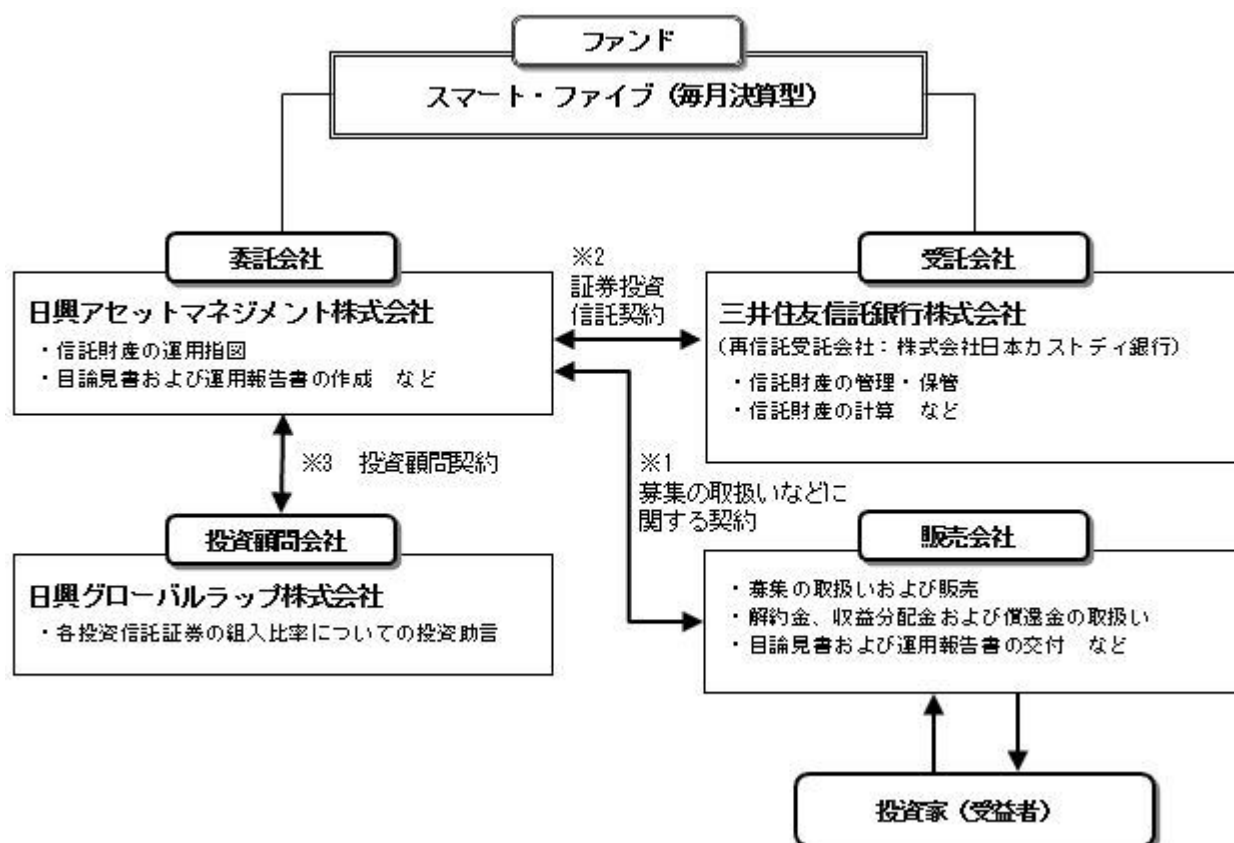 ファンド
スマート・ファイブ(毎月決算型)
委託会社
日興アセットマネジメント株式会社
・信託財産の運用指図
・目論見書および運用報告書の作成 など
※2
証券投資
信託契約
受託会社
三井住友信託銀行株式会社
(再信託受託会社:株式会社日本カストディ銀行)
・信託財産の管理・保管
・信託財産の計算 など
※3 投資顧問契約
※1
募集の取扱いなどに
関する契約
投資顧問会社
日興グローバルラップ株式会社
・各投資信託証券の組入比率についての投資助言
販売会社
・募集の取扱いおよび販売
・解約金、収益分配金および償還金の取扱い
・目論見書および運用報告書の交付 など
投資家(受益者)